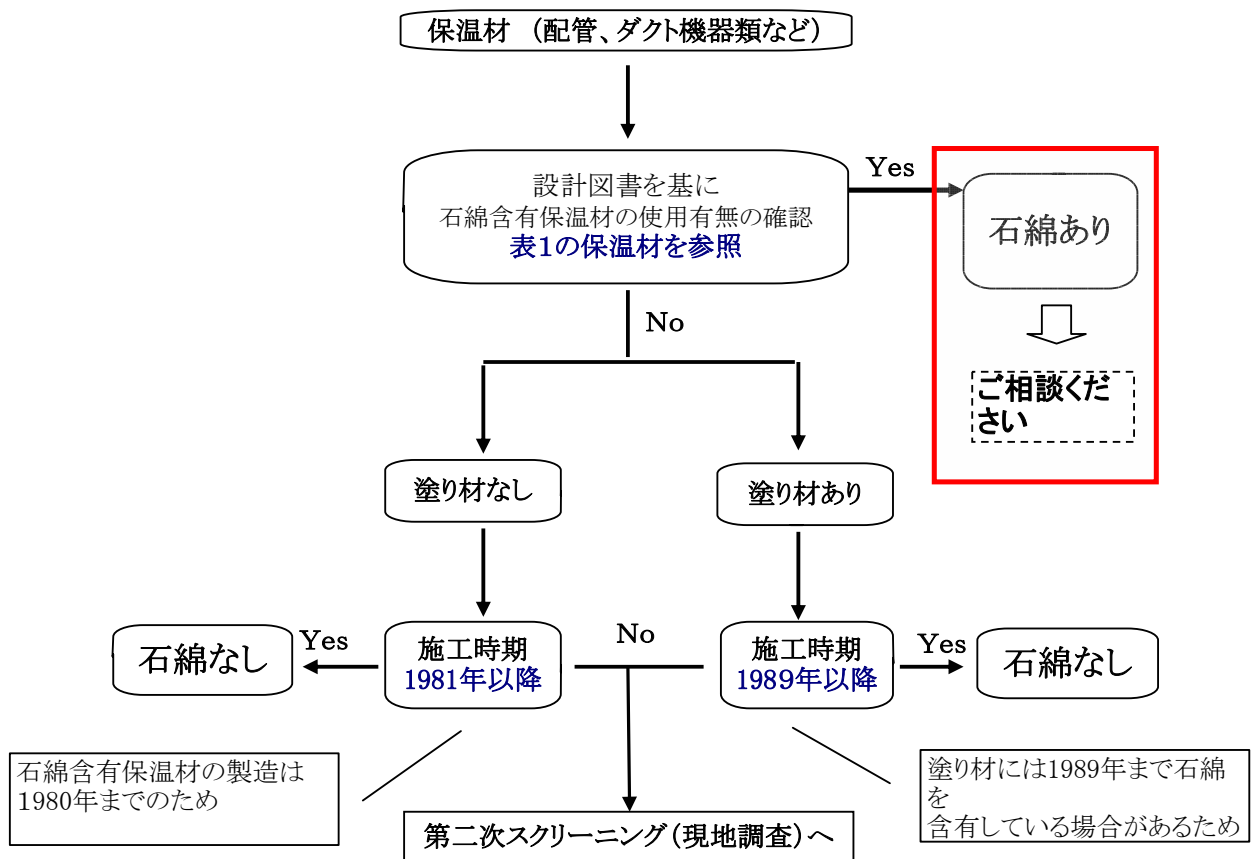 保温材 (配管、ダクト機器類など)
設計図書を基に
石綿含有保温材の使用有無の確認
表1の保温材を参照
Yes
石綿あり
ご相談くだ
さい
No
塗り材なし
塗り材あり
石綿なし
Yes
施工時期
1981年以降
No
施工時期
1989年以降
Yes
石綿なし
石綿含有保温材の製造は
1980年までのため
塗り材には1989年まで石綿
を
含有している場合があるため
第二次スクリーニング(現地調査)へ